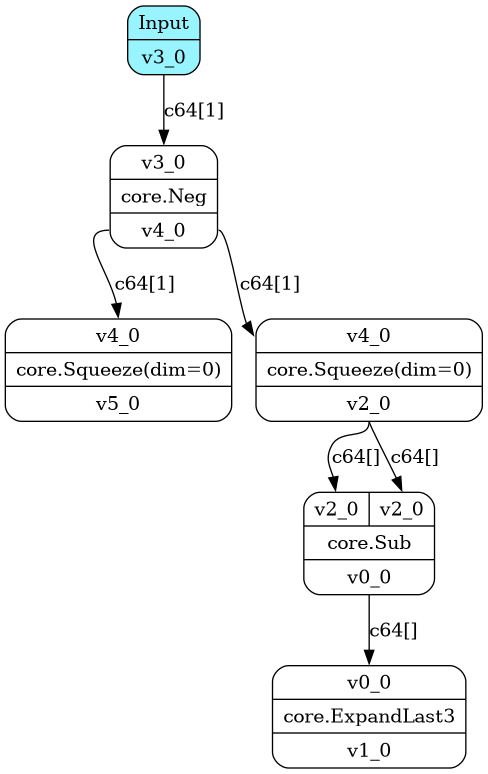 Input
v3_0
c64[1]
v3_0
core.Neg
v4_0
c64[1]
c64[1]
v4_0
core.Squeeze(dim=0)
v5_0
v4_0
core.Squeeze(dim=0)
v2_0
c64[]
c64[]
v2_0
v2_0
core.Sub
v0_0
c64[]
v0_0
core.ExpandLast3
v1_0